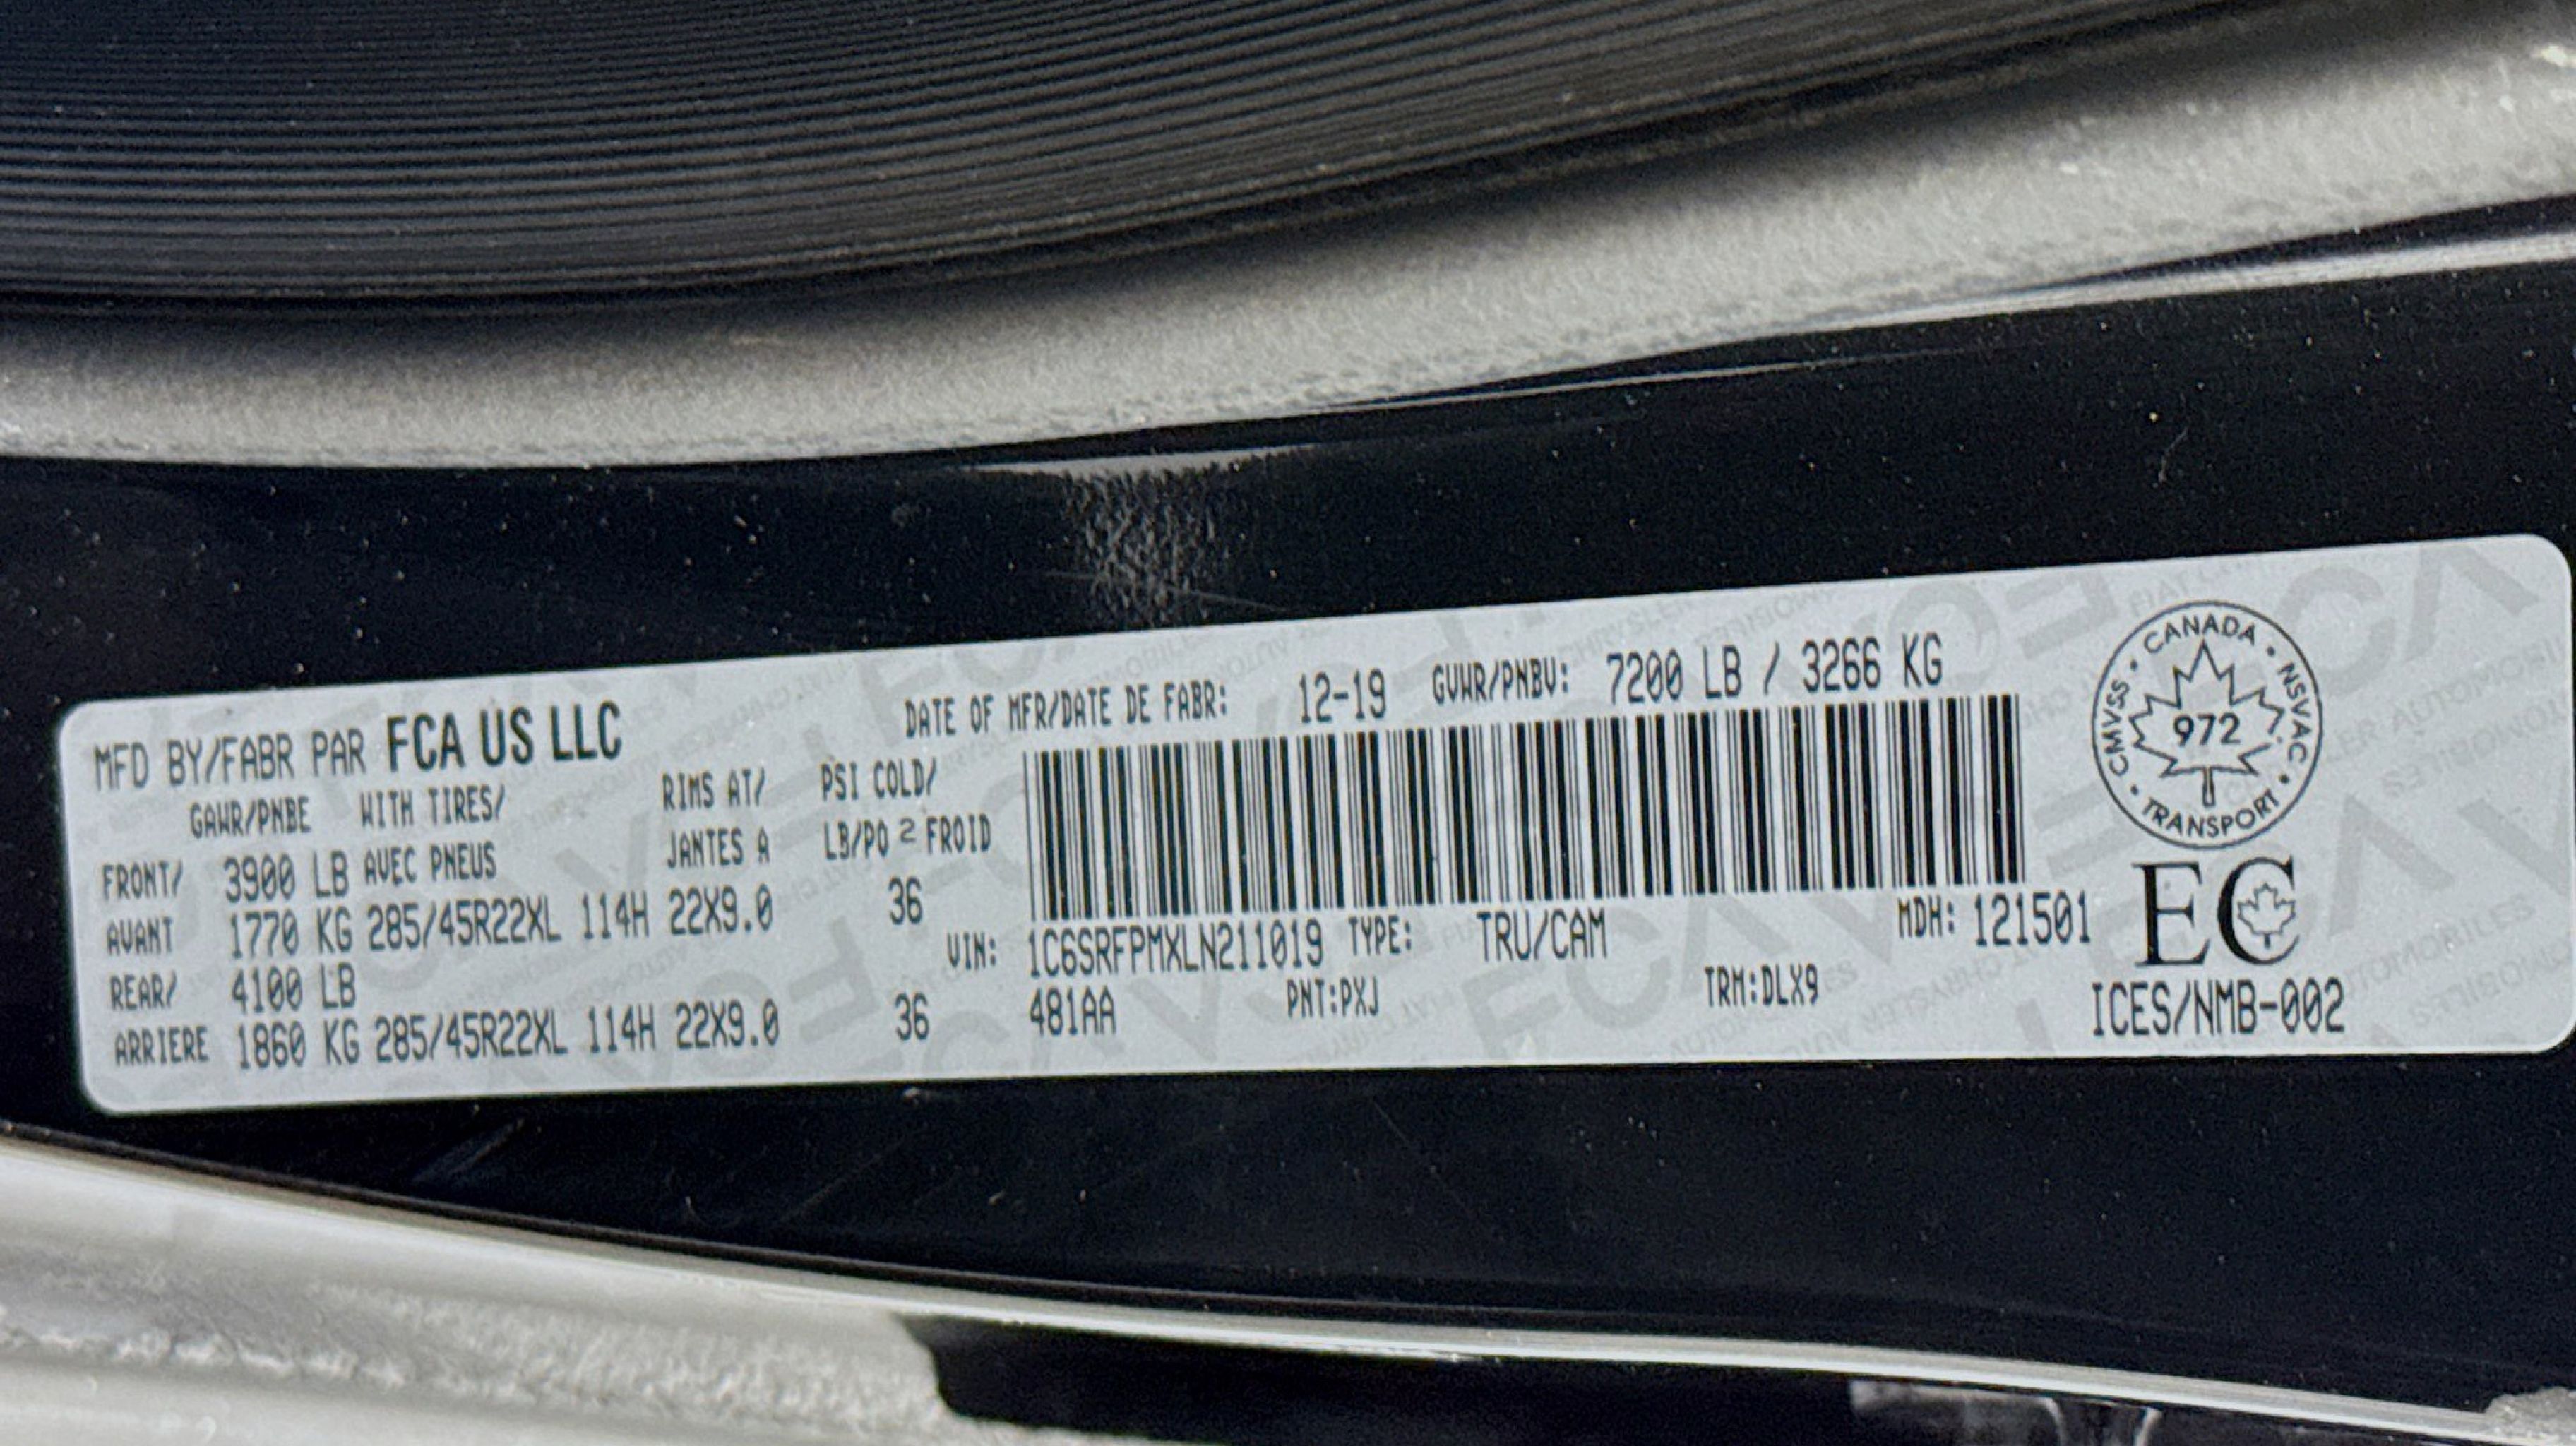 MFD BY/FABR PAR FCA US LLC
DATE OF MFR/DATE DE FABR: 12-19 GVWR/PNBV: 7200 LB / 3266 KG
GAWR/PNBE WITH TIRES/ RIMS AT/ PSI COLD/
AVEC PNEUS JANTES A LB/PO 2 FROID
FRONT/ 3900 LB
AVANT 1770 KG 285/45R22XL 114H 22X9.0 36
REAR/ 4100 LB
ARRIERE 1860 KG 285/45R22XL 114H 22X9.0 36
VIN: 1C6SRFPMXLN211019 TYPE: TRU/CAM MDH: 121501
481AA PNT:PXJ TRM:DLX9
CANADA • NSVAC • TRANSPORT • CMVSS •
972
EC
ICES/NMB-002